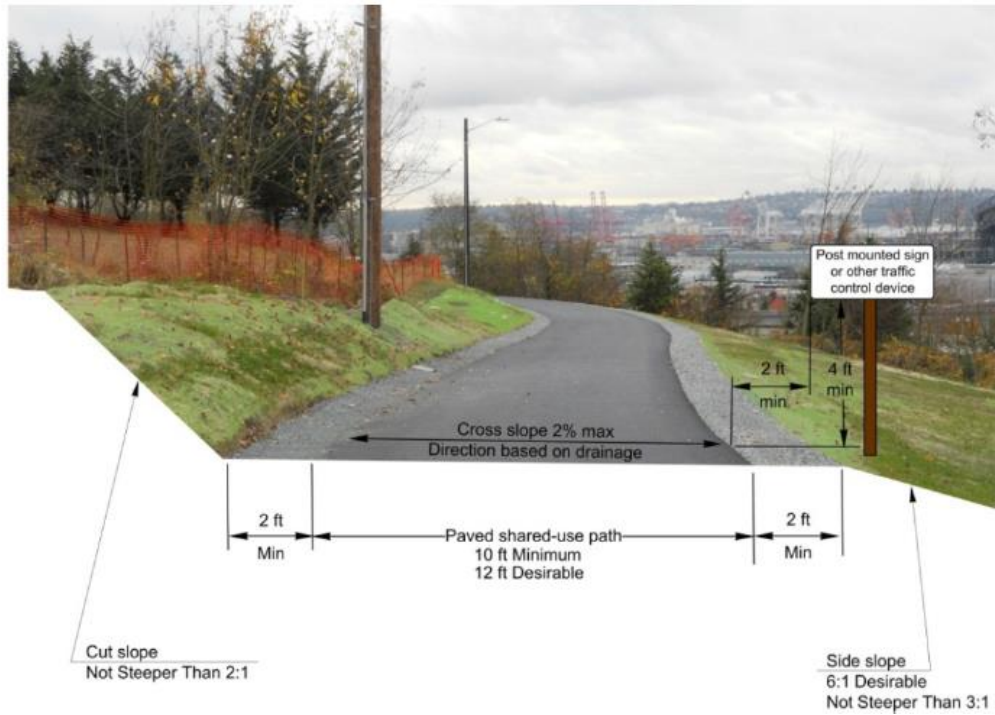 Post mounted sign
or other traffic
control device
2 ft
min
4 ft
min
Cross slope 2% max
Direction based on drainage
2 ft
Min
Paved shared-use path
10 ft Minimum
12 ft Desirable
2 ft
Min
Cut slope
Not Steeper Than 2:1
Side slope
6:1 Desirable
Not Steeper Than 3:1